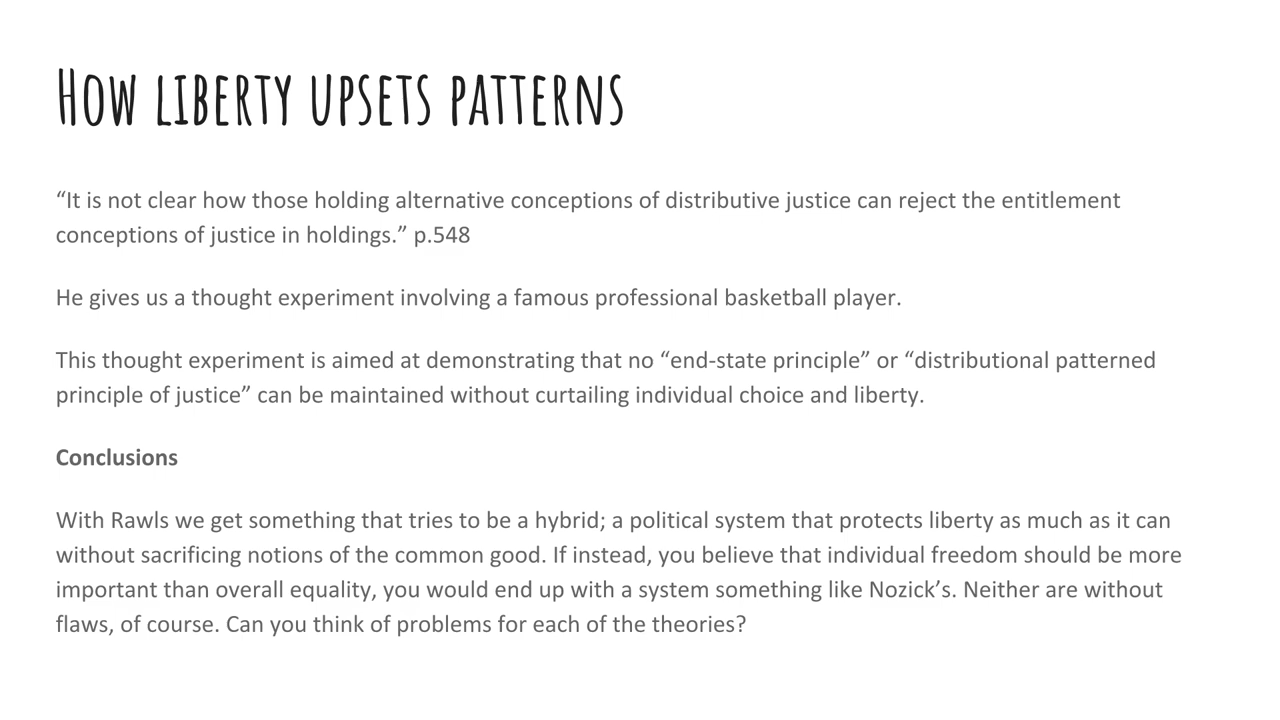 How liberty upsets patterns
“It is not clear how those holding alternative conceptions of distributive justice can reject the entitlement
conceptions of justice in holdings.” p.548
He gives us a thought experiment involving a famous professional basketball player.
This thought experiment is aimed at demonstrating that no “end-state principle” or “distributional patterned
principle of justice” can be maintained without curtailing individual choice and liberty.
Conclusions
With Rawls we get something that tries to be a hybrid; a political system that protects liberty as much as it can
without sacrificing notions of the common good. If instead, you believe that individual freedom should be more
important than overall equality, you would end up with a system something like Nozick’s. Neither are without
flaws, of course. Can you think of problems for each of the theories?